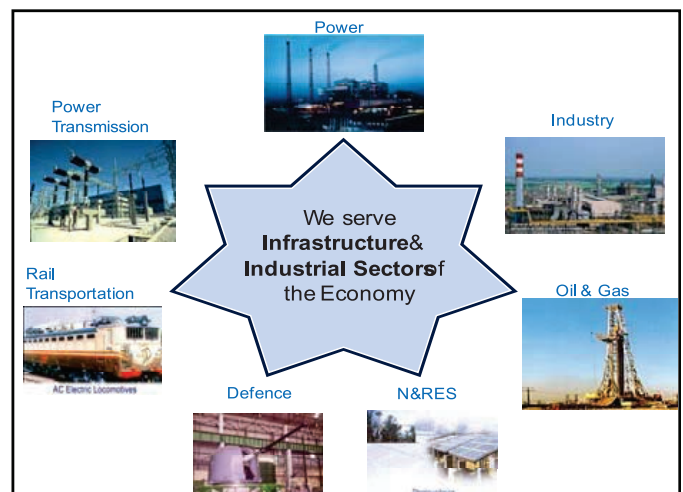 Power
Power
Transmission
Industry
We serve
Infrastructure&
Industrial Sectorsof
the Economy
Rail
Transportation
Oil & Gas
AC Electric Locomotives
Defence
N&RES